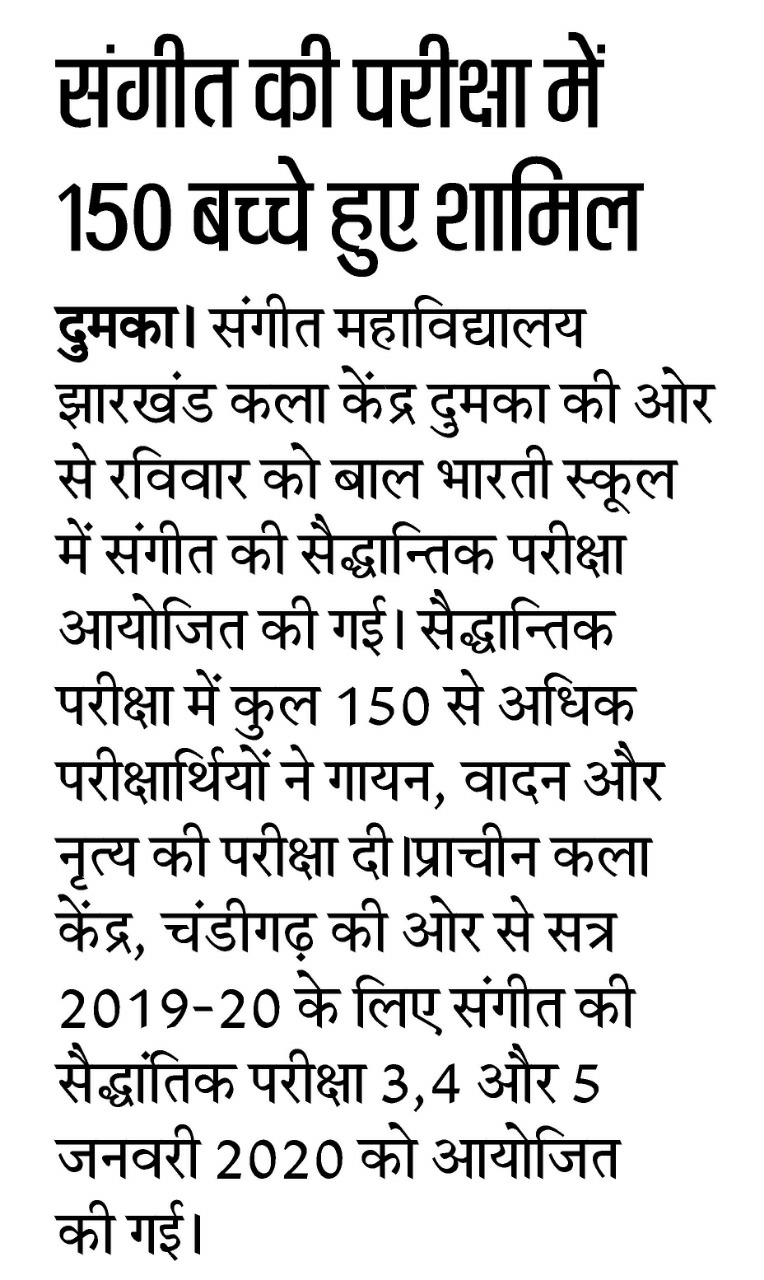 संगीत की परीक्षा में
150 बच्चे हुए शामिल
दुमका। संगीत महाविद्यालय
झारखंड कला केंद्र दुमका की ओर
से रविवार को बाल भारती स्कूल
में संगीत की सैद्धान्तिक परीक्षा
आयोजित की गई। सैद्धान्तिक
परीक्षा में कुल 150 से अधिक
परीक्षार्थियों ने गायन, वादन और
नृत्य की परीक्षा दी।प्राचीन कला
केंद्र, चंडीगढ़ की ओर से सत्र
2019-20 के लिए संगीत की
सैद्धांतिक परीक्षा 3,4 और 5
जनवरी 2020 को आयोजित
की गई।